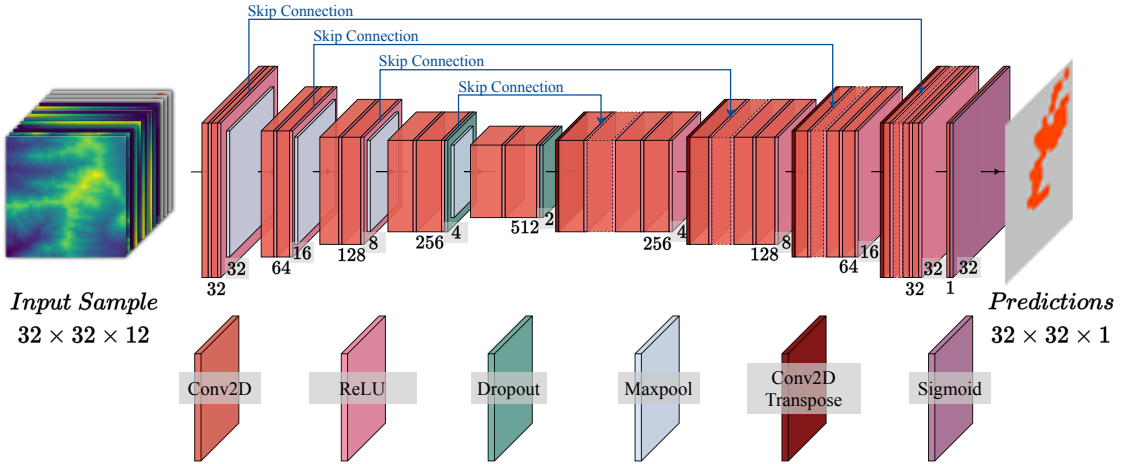 Skip Connection
Skip Connection
Skip Connection
Skip Connection
32
32
64
16
128
8
256
4
512
2
256
4
128
8
64
16
32
32
1
32
Input Sample
32 × 32 × 12
Predictions
32 × 32 × 1
Conv2D
ReLU
Dropout
Maxpool
Conv2D
Transpose
Sigmoid